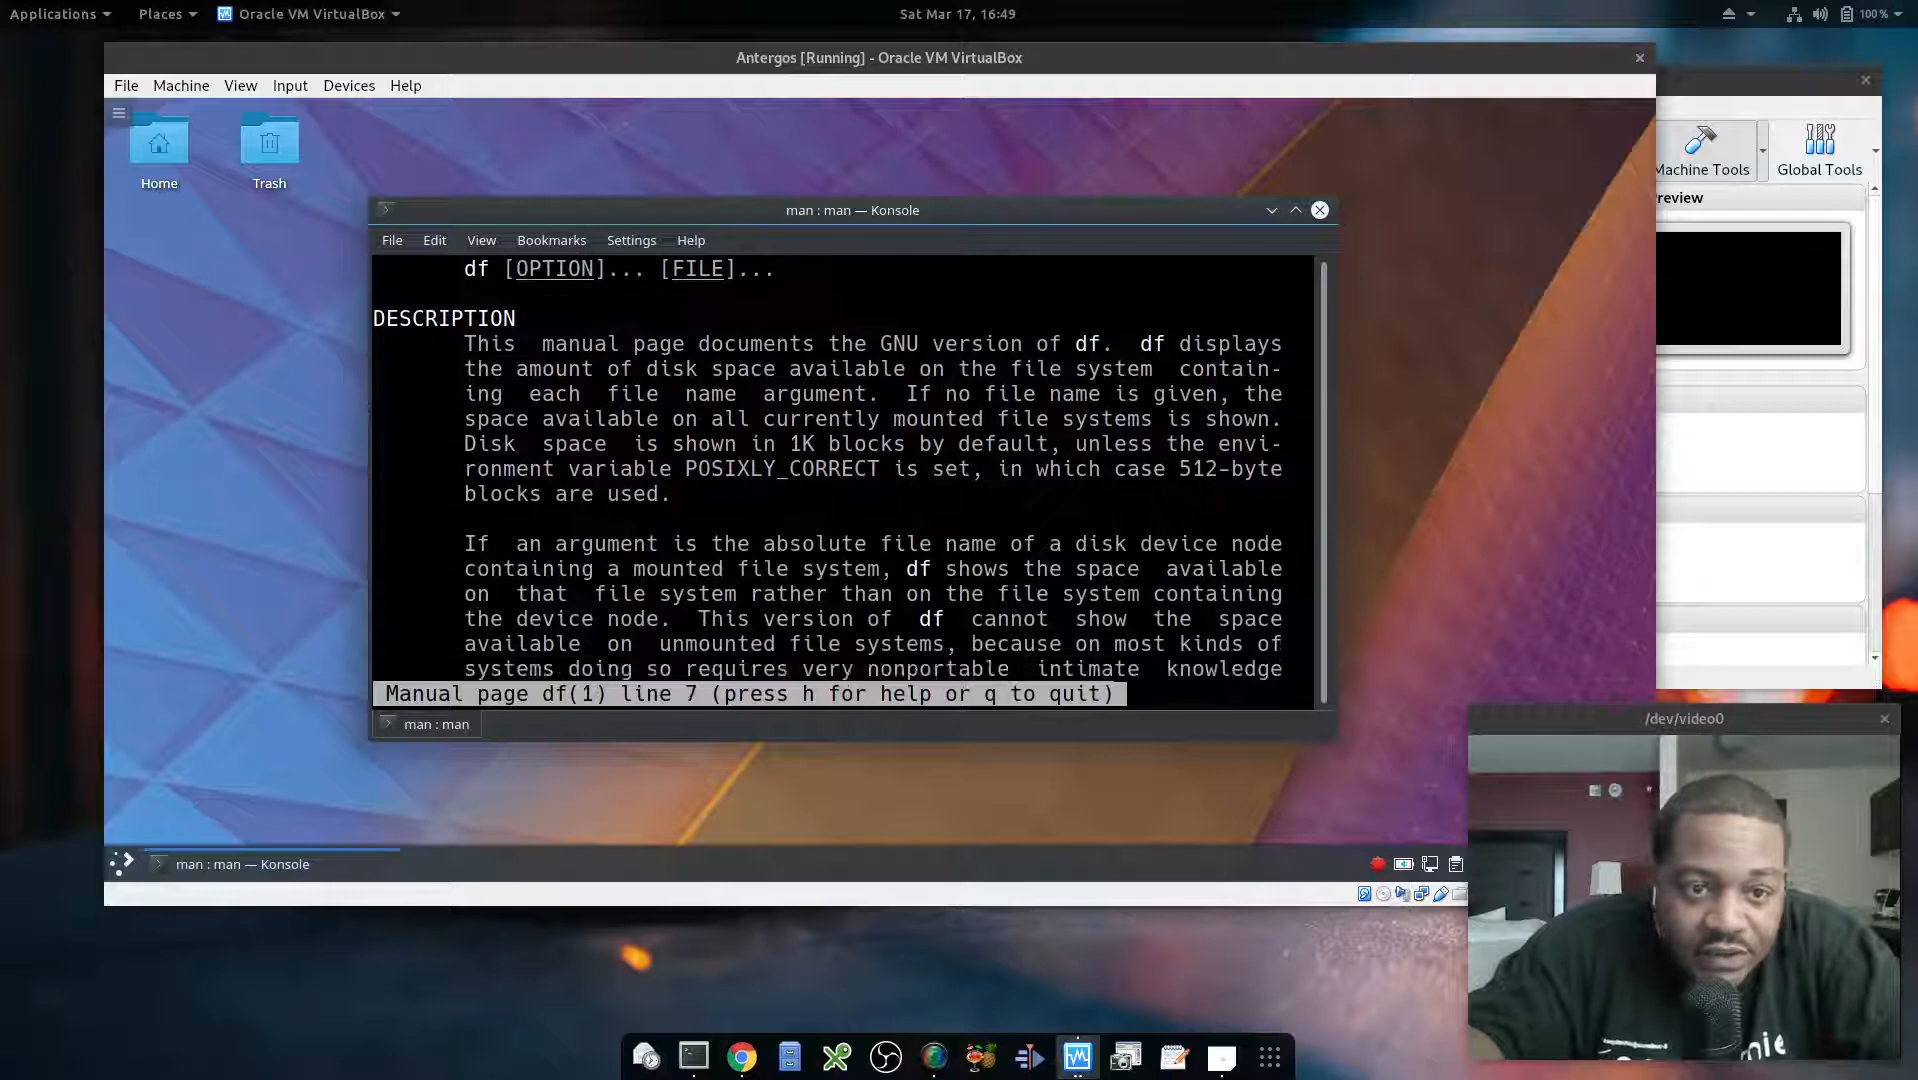 Applications
Places
Oracle VM VirtualBox
Sat Mar 17, 16:49
100%
Antergos [Running] - Oracle VM VirtualBox
File Machine View Input Devices Help
Home
Trash
Machine Tools
Global Tools
review
man : man — Konsole
File Edit View Bookmarks Settings Help
df [OPTION]... [FILE]...
DESCRIPTION
This manual page documents the GNU version of df. df displays
the amount of disk space available on the file system contain-
ing each file name argument. If no file name is given, the
space available on all currently mounted file systems is shown.
Disk space is shown in 1K blocks by default, unless the envi-
ronment variable POSIXLY_CORRECT is set, in which case 512-byte
blocks are used.
If an argument is the absolute file name of a disk device node
containing a mounted file system, df shows the space available
on that file system rather than on the file system containing
the device node. This version of df cannot show the space
available on unmounted file systems, because on most kinds of
systems doing so requires very nonportable intimate knowledge
Manual page df(1) line 7 (press h for help or q to quit)
man : man
/dev/video0
man : man — Konsole